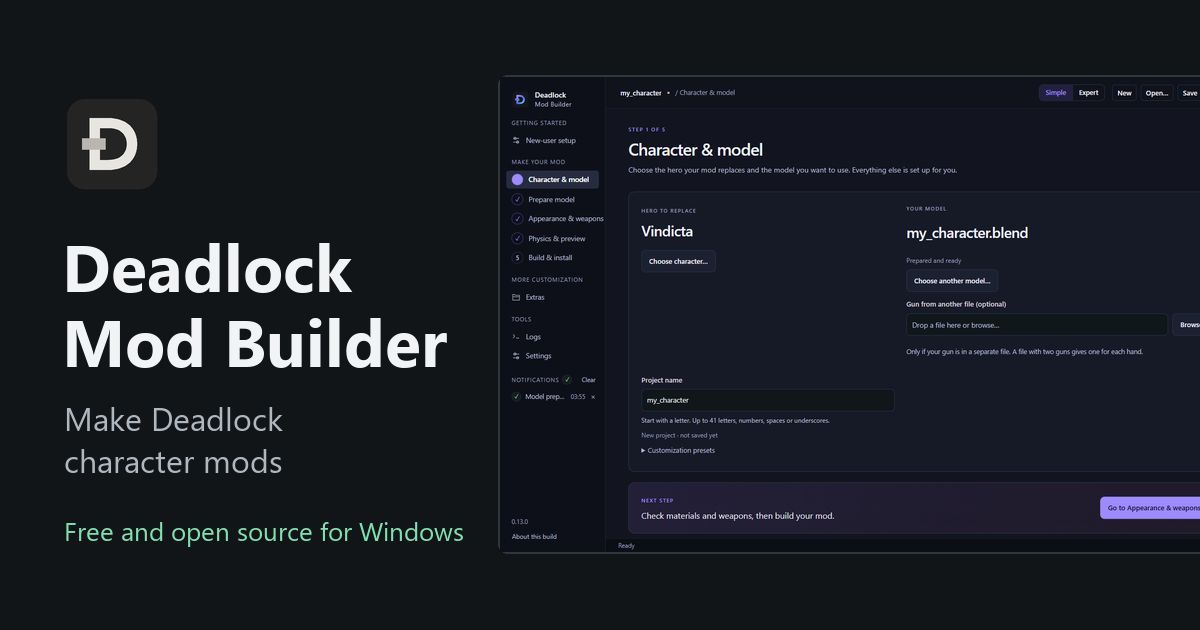 Deadlock
Mod Builder
Make Deadlock
character mods
Free and open source for Windows
Deadlock
Mod Builder
GETTING STARTED
New-user setup
MAKE YOUR MOD
Character & model
Prepare model
Appearance & weapons
Physics & preview
5 Build & install
MORE CUSTOMIZATION
Extras
TOOLS
Logs
Settings
NOTIFICATIONS ✓ Clear
Model prep... 03:55 ×
0.13.0
About this build
my_character • / Character & model
Simple Expert New Open... Save
STEP 1 OF 5
Character & model
Choose the hero your mod replaces and the model you want to use. Everything else is set up for you.
HERO TO REPLACE
Vindicta
Choose character...
YOUR MODEL
my_character.blend
Prepared and ready
Choose another model...
Gun from another file (optional)
Drop a file here or browse... Brows
Only if your gun is in a separate file. A file with two guns gives one for each hand.
Project name
my_character
Start with a letter. Up to 41 letters, numbers, spaces or underscores.
New project · not saved yet
Customization presets
NEXT STEP
Check materials and weapons, then build your mod.
Go to Appearance & weapons
Ready